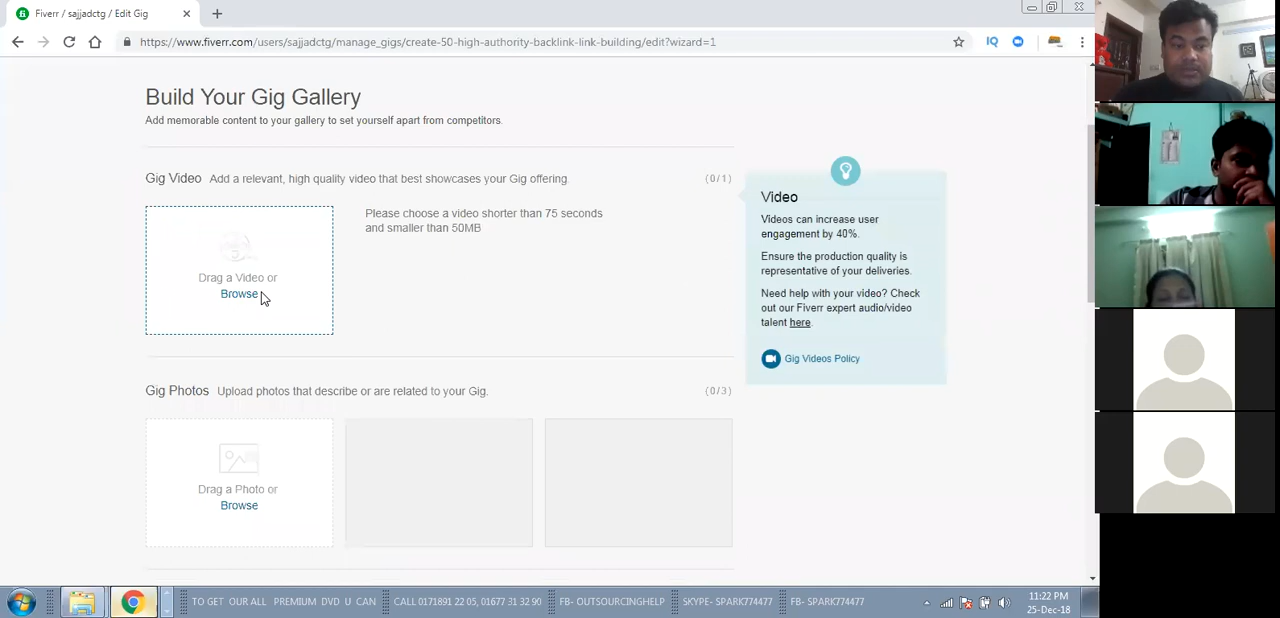 Fiverr / sajjadctg / Edit Gig
https://www.fiverr.com/users/sajjadctg/manage_gigs/create-50-high-authority-backlink-link-building/edit?wizard=1
IQ
Build Your Gig Gallery
Add memorable content to your gallery to set yourself apart from competitors.
Gig Video Add a relevant, high quality video that best showcases your Gig offering. (0/1)
Please choose a video shorter than 75 seconds
and smaller than 50MB
Drag a Video or
Browse
Video
Videos can increase user
engagement by 40%.
Ensure the production quality is
representative of your deliveries.
Need help with your video? Check
out our Fiverr expert audio/video
talent here.
Gig Videos Policy
Gig Photos Upload photos that describe or are related to your Gig. (0/3)
Drag a Photo or
Browse
TO GET OUR ALL PREMIUM DVD U CAN CALL 0171891 22 05, 01677 31 32 90 FB- OUTSOURCINGHELP SKYPE- SPARK774477 FB- SPARK774477
11:22 PM
25-Dec-18